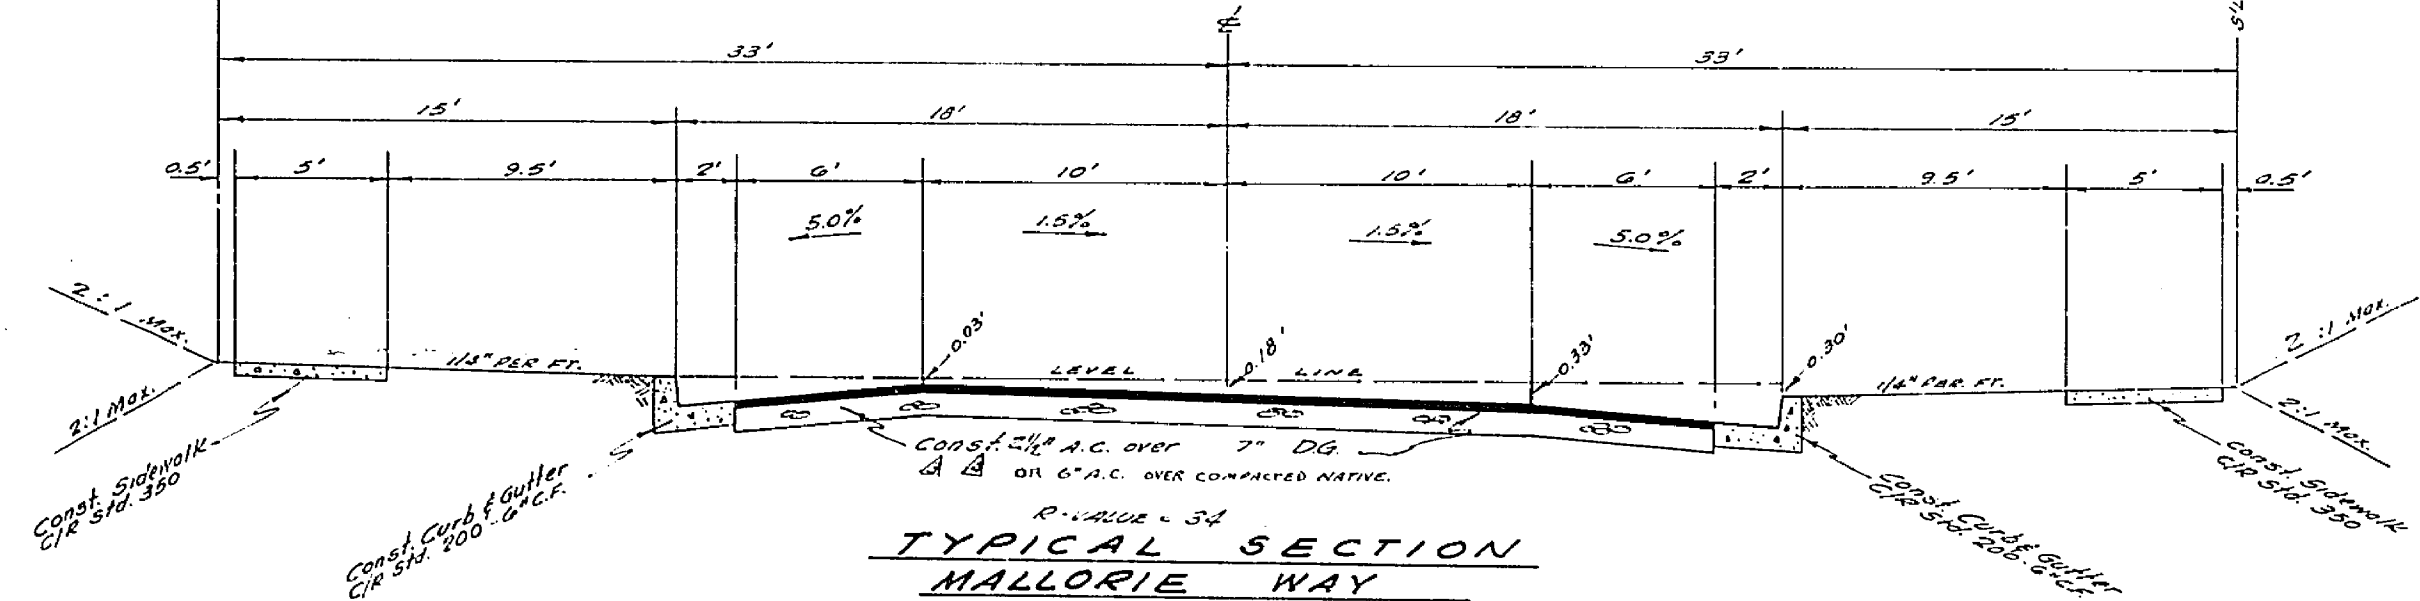 ℄
33' 33'
15' 18' 18' 15'
0.5' 5' 9.5' 2' 6' 10' 10' 6' 2' 9.5' 5' 0.5'
5.0% 1.5% 1.5% 5.0%
2:1 Max.
2:1 Max.
1/4" PER FT.
0.03'
LEVEL LINE
0.18'
0.33'
0.30'
1/4" PER FT.
2:1 Max.
2:1 Max.
Const. Sidewalk
C/R Std. 350
Const. Curb & Gutter
C/R Std. 200-6" C.F.
Const. 2½" A.C. over 7" D.G.
OR 6" A.C. OVER COMPACTED NATIVE.
Const. Curb & Gutter
C/R Std. 200-6" C.F.
Const. Sidewalk
C/R Std. 350
R-VALUE = 34
TYPICAL SECTION
MALLORIE WAY